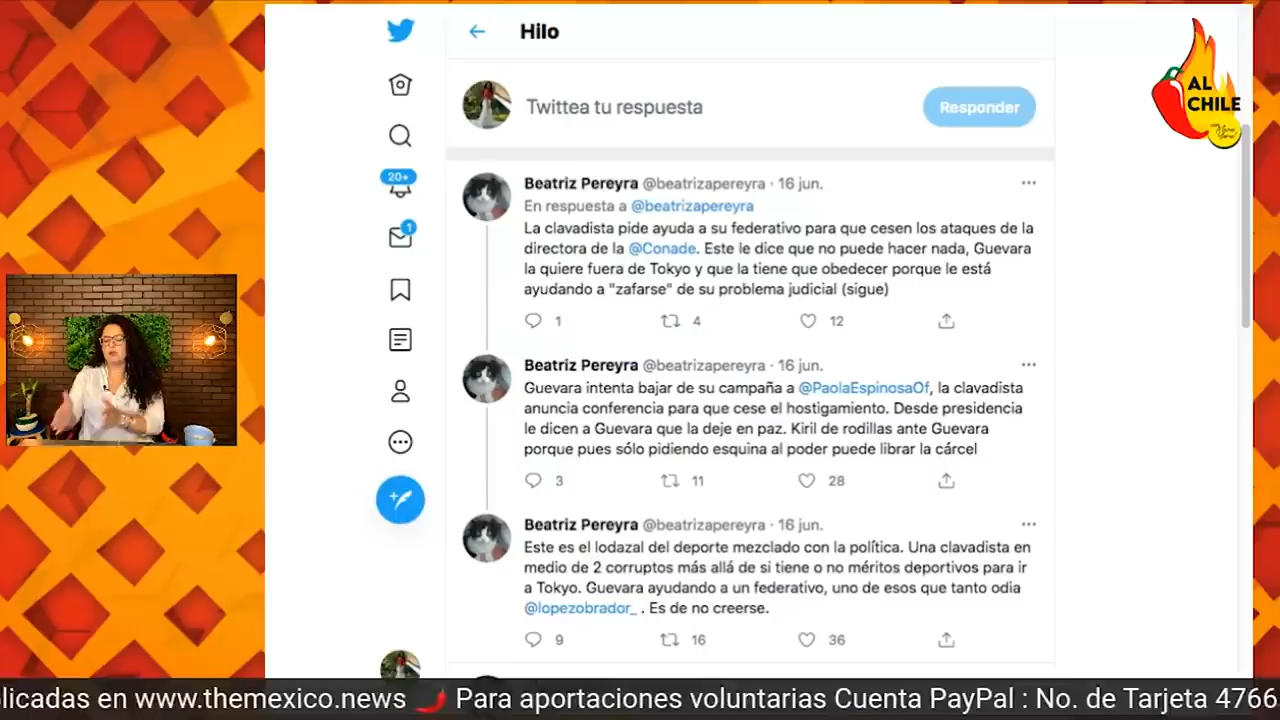 Hilo
AL
CHILE
Twittea tu respuesta
Responder
20+
1
Beatriz Pereyra @beatrizapereyra · 16 jun.
En respuesta a @beatrizapereyra
La clavadista pide ayuda a su federativo para que cesen los ataques de la
directora de la @Conade. Este le dice que no puede hacer nada, Guevara
la quiere fuera de Tokyo y que la tiene que obedecer porque le está
ayudando a "zafarse" de su problema judicial (sigue)
1 4 12
Beatriz Pereyra @beatrizapereyra · 16 jun.
Guevara intenta bajar de su campaña a @PaolaEspinosaOf, la clavadista
anuncia conferencia para que cese el hostigamiento. Desde presidencia
le dicen a Guevara que la deje en paz. Kiril de rodillas ante Guevara
porque pues sólo pidiendo esquina al poder puede librar la cárcel
3 11 28
Beatriz Pereyra @beatrizapereyra · 16 jun.
Este es el lodazal del deporte mezclado con la política. Una clavadista en
medio de 2 corruptos más allá de si tiene o no méritos deportivos para ir
a Tokyo. Guevara ayudando a un federativo, uno de esos que tanto odia
@lopezobrador_ . Es de no creerse.
9 16 36
licadas en www.themexico.news 🌶️ Para aportaciones voluntarias Cuenta PayPal : No. de Tarjeta 4766